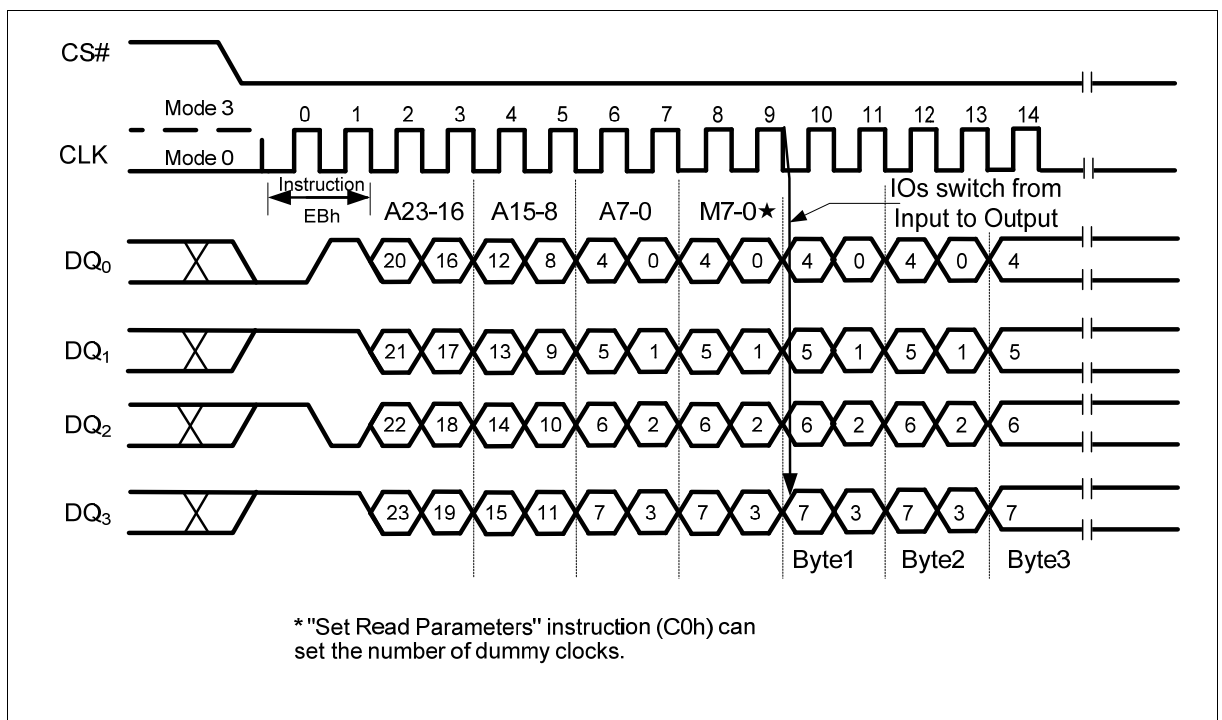 CS#
Mode 3
0 1 2 3 4 5 6 7 8 9 10 11 12 13 14
CLK
Mode 0
Instruction
EBh
A23-16 A15-8 A7-0 M7-0★
IOs switch from
Input to Output
DQ0 20 16 12 8 4 0 4 0 4 0 4 0 4
DQ1 21 17 13 9 5 1 5 1 5 1 5 1 5
DQ2 22 18 14 10 6 2 6 2 6 2 6 2 6
DQ3 23 19 15 11 7 3 7 3 7 3 7 3 7
Byte1 Byte2 Byte3
* "Set Read Parameters" instruction (C0h) can
set the number of dummy clocks.